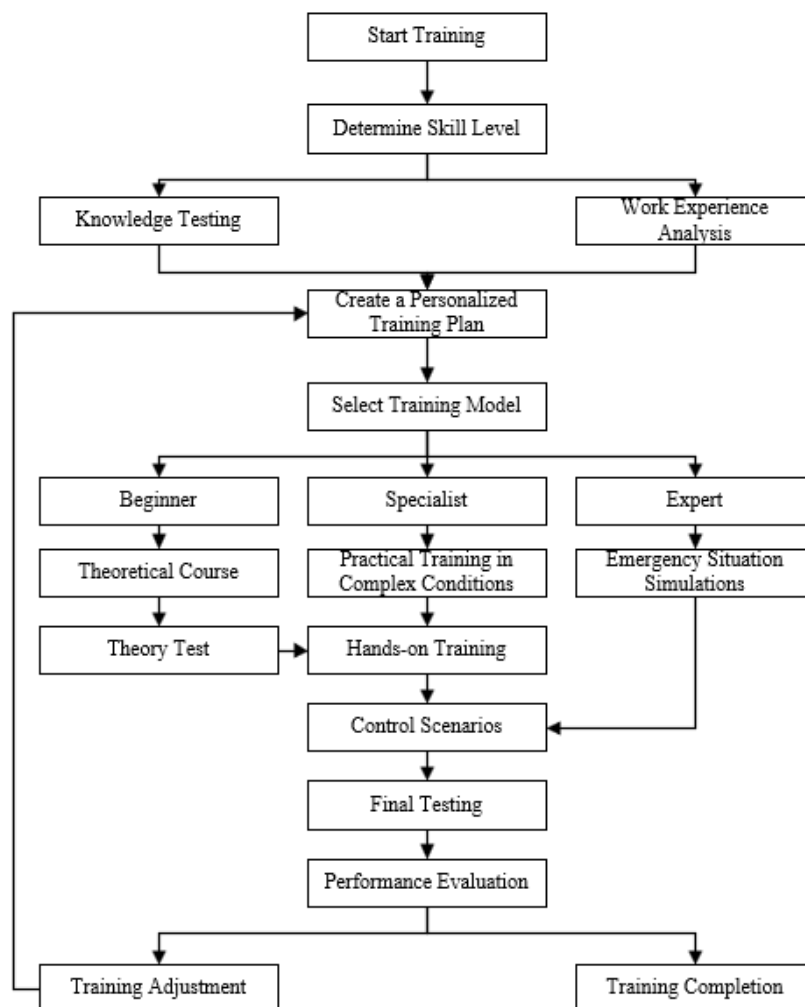 Start Training
Determine Skill Level
Knowledge Testing
Work Experience
Analysis
Create a Personalized
Training Plan
Select Training Model
Beginner
Specialist
Expert
Theoretical Course
Practical Training in
Complex Conditions
Emergency Situation
Simulations
Theory Test
Hands-on Training
Control Scenarios
Final Testing
Performance Evaluation
Training Adjustment
Training Completion